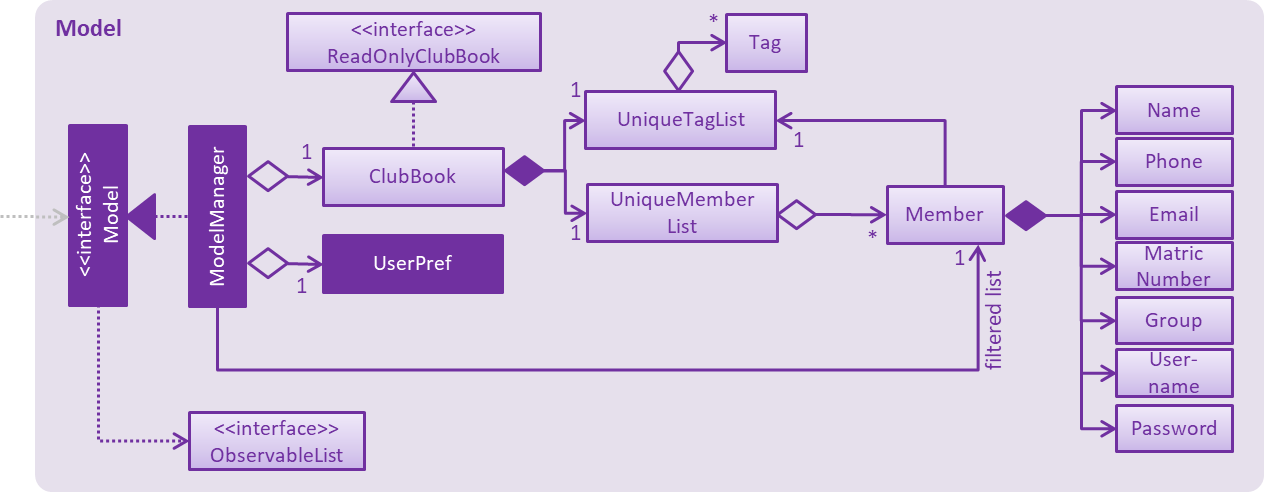 Model
<<interface>>
ReadOnlyClubBook
*
Tag
1
UniqueTagList
1
Name
Phone
Email
Matric
Number
Group
User-
name
Password
<<interface>>
Model
ModelManager
1
ClubBook
1
UserPref
UniqueMember
List
1
Member
*
1
filtered list
<<interface>>
ObservableList